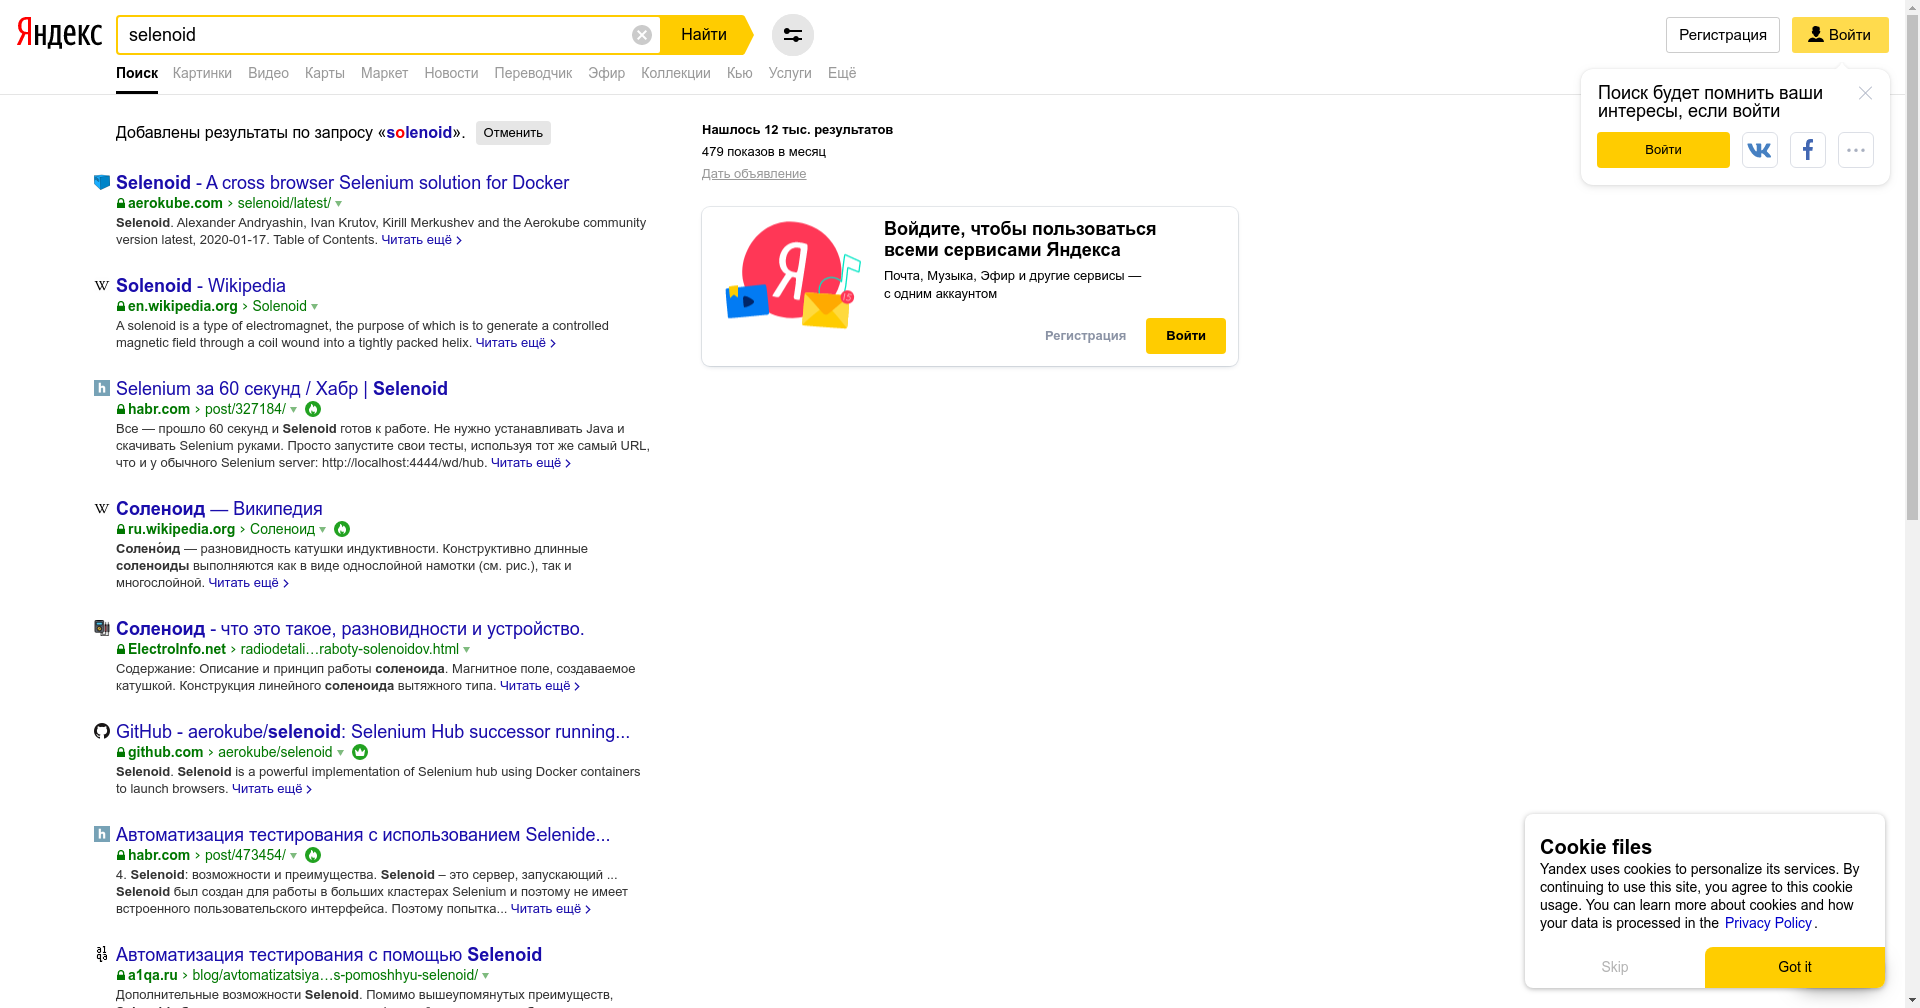 Яндекс
selenoid
Найти
Регистрация
Войти
Поиск Картинки Видео Карты Маркет Новости Переводчик Эфир Коллекции Кью Услуги Ещё
Поиск будет помнить ваши
интересы, если войти
Войти
Добавлены результаты по запросу «solenoid». Отменить
Selenoid - A cross browser Selenium solution for Docker
aerokube.com › selenoid/latest/
Selenoid. Alexander Andryashin, Ivan Krutov, Kirill Merkushev and the Aerokube community
version latest, 2020-01-17. Table of Contents. Читать ещё ›
Solenoid - Wikipedia
en.wikipedia.org › Solenoid
A solenoid is a type of electromagnet, the purpose of which is to generate a controlled
magnetic field through a coil wound into a tightly packed helix. Читать ещё ›
Selenium за 60 секунд / Хабр | Selenoid
habr.com › post/327184/
Все — прошло 60 секунд и Selenoid готов к работе. Не нужно устанавливать Java и
скачивать Selenium руками. Просто запустите свои тесты, используя тот же самый URL,
что и у обычного Selenium server: http://localhost:4444/wd/hub. Читать ещё ›
Соленоид — Википедия
ru.wikipedia.org › Соленоид
Солено́ид — разновидность катушки индуктивности. Конструктивно длинные
соленоиды выполняются как в виде однослойной намотки (см. рис.), так и
многослойной. Читать ещё ›
Соленоид - что это такое, разновидности и устройство.
ElectroInfo.net › radiodetali…raboty-solenoidov.html
Содержание: Описание и принцип работы соленоида. Магнитное поле, создаваемое
катушкой. Конструкция линейного соленоида вытяжного типа. Читать ещё ›
GitHub - aerokube/selenoid: Selenium Hub successor running...
github.com › aerokube/selenoid
Selenoid. Selenoid is a powerful implementation of Selenium hub using Docker containers
to launch browsers. Читать ещё ›
Автоматизация тестирования с использованием Selenide...
habr.com › post/473454/
4. Selenoid: возможности и преимущества. Selenoid – это сервер, запускающий ...
Selenoid был создан для работы в больших кластерах Selenium и поэтому не имеет
встроенного пользовательского интерфейса. Поэтому попытка... Читать ещё ›
Автоматизация тестирования с помощью Selenoid
a1qa.ru › blog/avtomatizatsiya…s-pomoshhyu-selenoid/
Дополнительные возможности Selenoid. Помимо вышеупомянутых преимуществ,
Нашлось 12 тыс. результатов
479 показов в месяц
Дать объявление
Войдите, чтобы пользоваться
всеми сервисами Яндекса
Почта, Музыка, Эфир и другие сервисы —
с одним аккаунтом
Регистрация
Войти
Cookie files
Yandex uses cookies to personalize its services. By
continuing to use this site, you agree to this cookie
usage. You can learn more about cookies and how
your data is processed in the Privacy Policy.
Skip
Got it